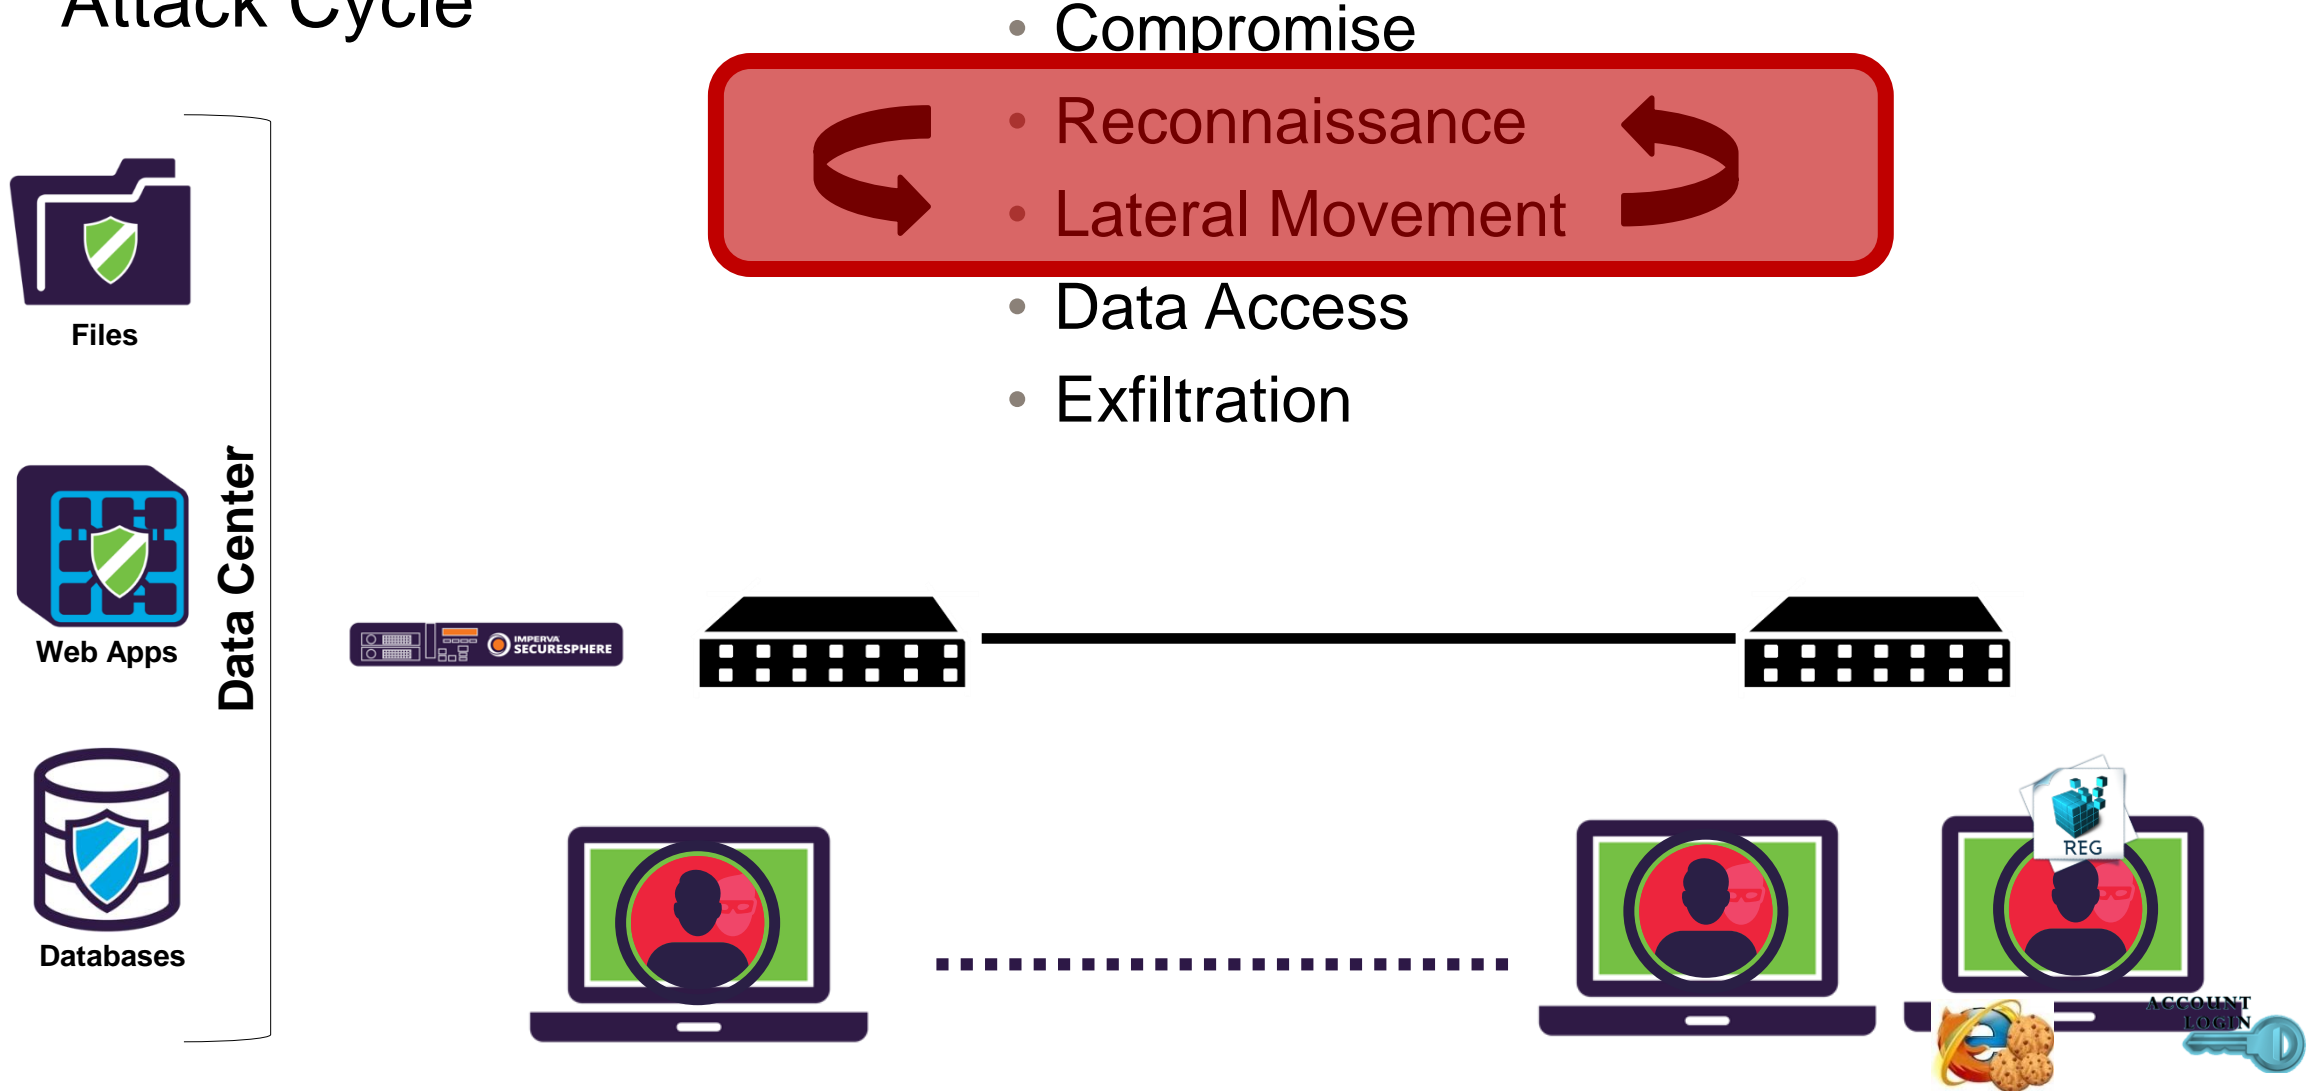 Attack Cycle
• Compromise
• Reconnaissance
• Lateral Movement
• Data Access
• Exfiltration
Files
Web Apps
Databases
Data Center
IMPERVA
SECURESPHERE
REG
ACCOUNT
LOGIN